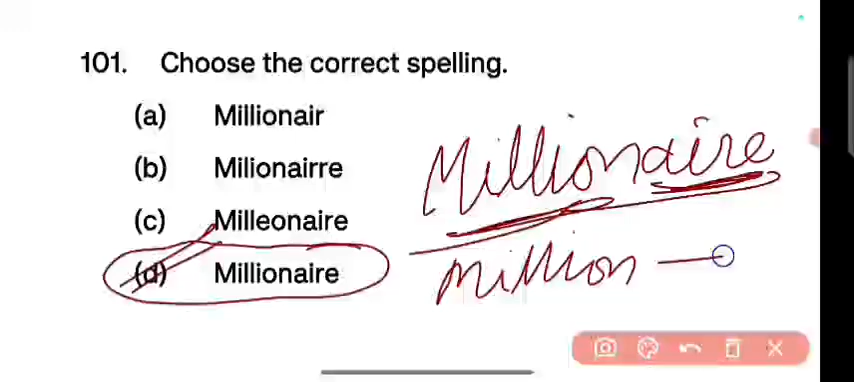 101. Choose the correct spelling.
(a) Millionair
(b) Milionairre
(c) Milleonaire
(d) Millionaire
Millionaire
Million —